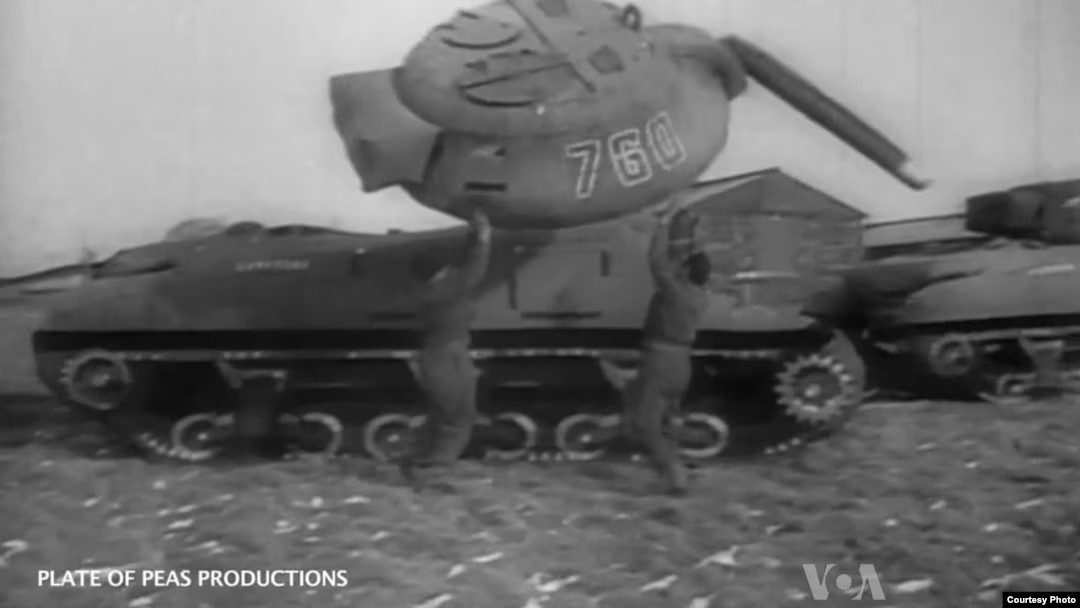 760
PLATE OF PEAS PRODUCTIONS
VOA
Courtesy Photo